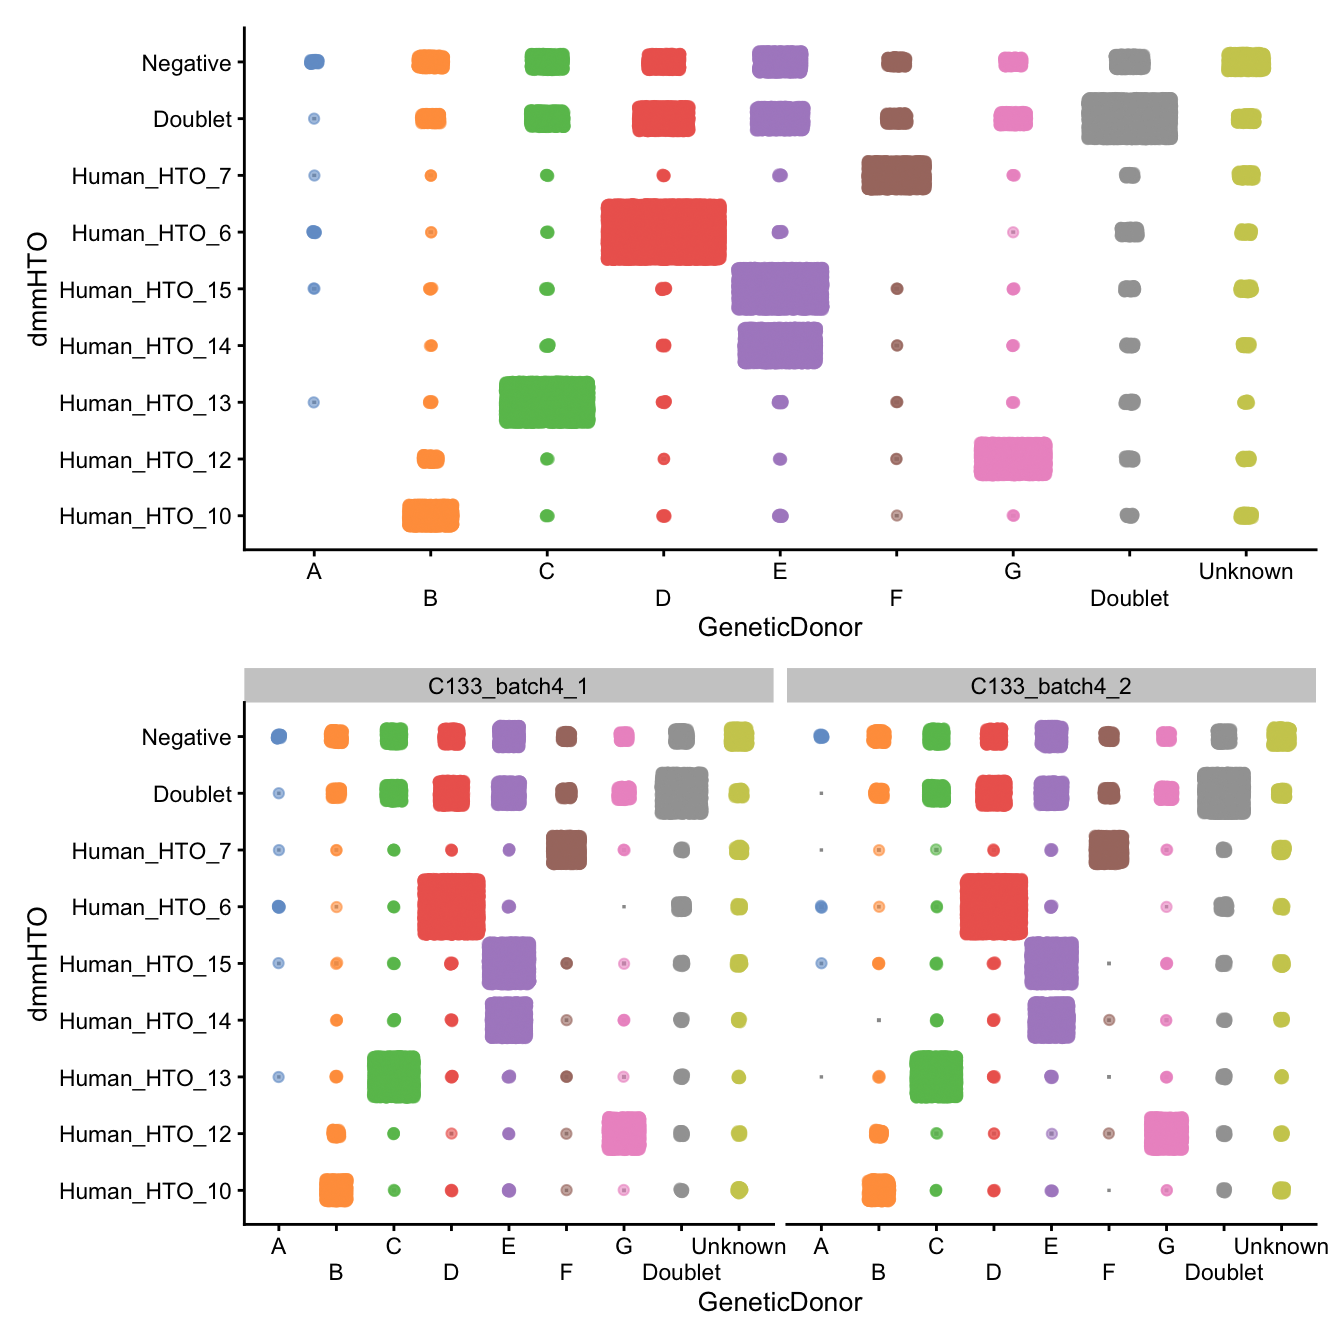 dmmHTO
Negative
Doublet
Human_HTO_7
Human_HTO_6
Human_HTO_15
Human_HTO_14
Human_HTO_13
Human_HTO_12
Human_HTO_10
A C E G Unknown
B D F Doublet
GeneticDonor
C133_batch4_1 C133_batch4_2
dmmHTO
Negative
Doublet
Human_HTO_7
Human_HTO_6
Human_HTO_15
Human_HTO_14
Human_HTO_13
Human_HTO_12
Human_HTO_10
A C E G Unknown A C E G Unknown
B D F Doublet B D F Doublet
GeneticDonor